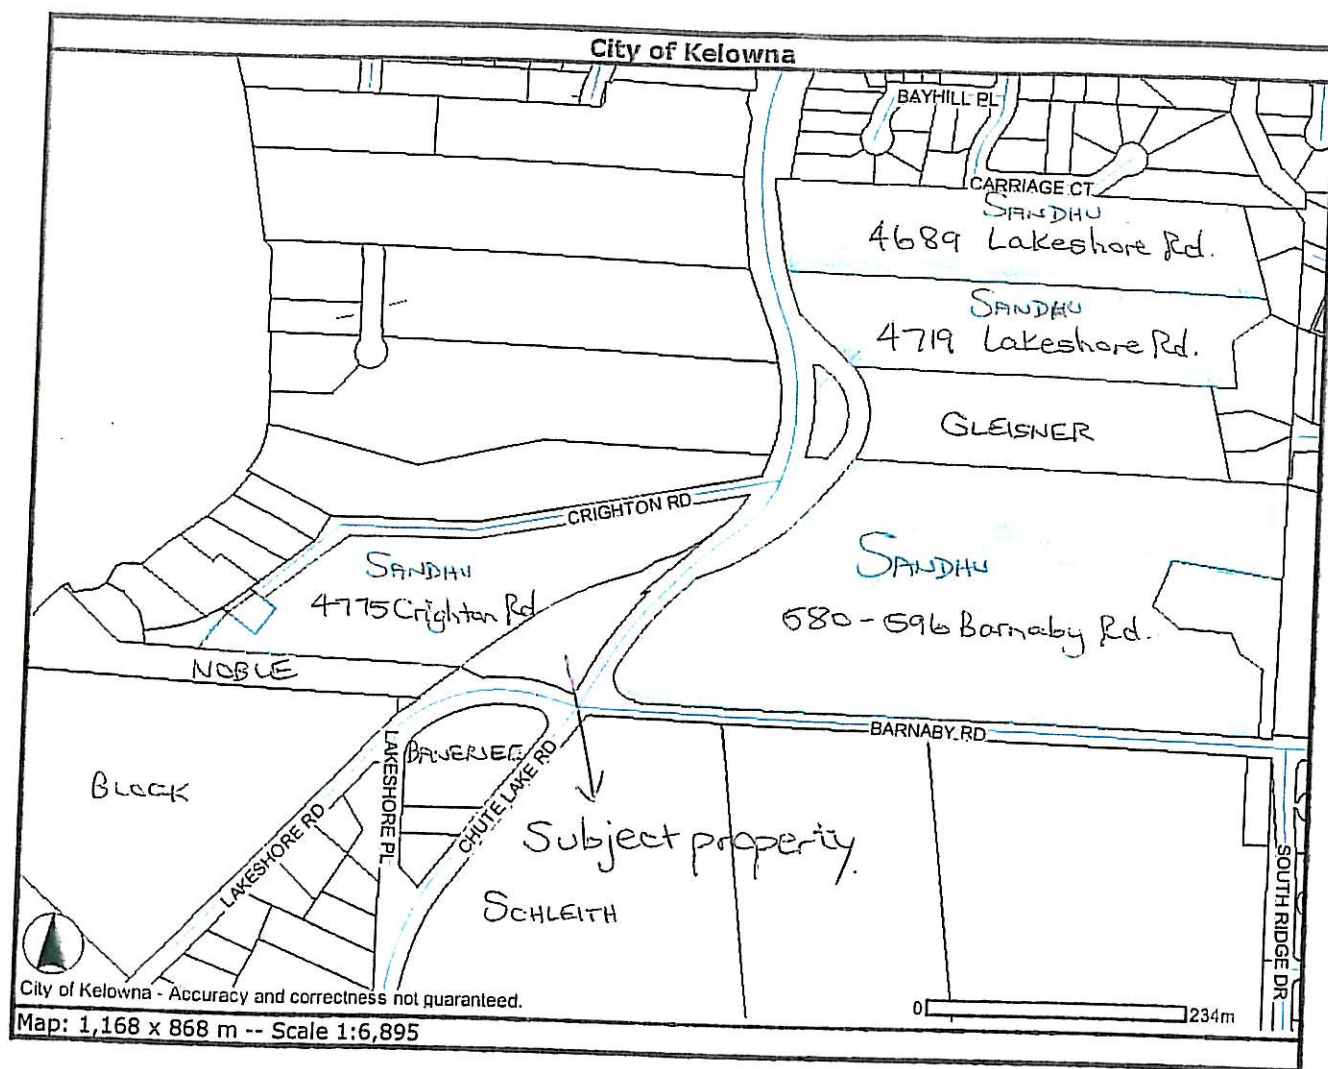 City of Kelowna
BAYHILL PL
CARRIAGE CT
SANDHU
4689 Lakeshore Rd.
SANDHU
4719 Lakeshore Rd.
GLEISNER
CRIGHTON RD
SANDHU
4775 Crighton Rd
SANDHU
680-696 Barnaby Rd.
NOBLE
BARNABY RD
BANERJEE
BLOCK
LAKESHORE PL
CHUTE LAKE RD
LAKESHORE RD
Subject property.
SCHLEITH
SOUTH RIDGE DR
City of Kelowna - Accuracy and correctness not guaranteed.
0 234m
Map: 1,168 x 868 m -- Scale 1:6,895